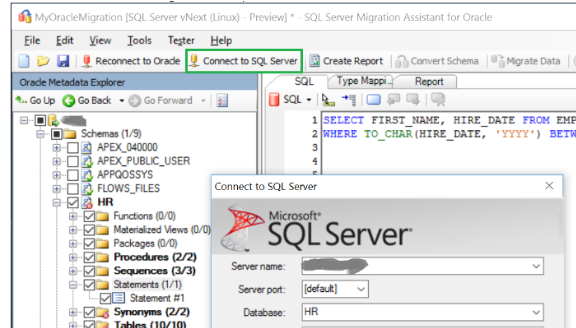 MyOracleMigration [SQL Server vNext (Linux) - Preview] * - SQL Server Migration Assistant for Oracle
File Edit View Tools Tester Help
Reconnect to Oracle Connect to SQL Server Create Report Convert Schema Migrate Data
Oracle Metadata Explorer
SQL Type Mappi... Report
Go Up Go Back Go Forward
SQL
Schemas (1/9)
1 SELECT FIRST_NAME, HIRE_DATE FROM EMP
APEX_040000
2 WHERE TO_CHAR(HIRE_DATE, 'YYYY') BETW
APEX_PUBLIC_USER
3
APPQOSSYS
4
FLOWS_FILES
HR
Connect to SQL Server
Functions (0/0)
Materialized Views (0/0)
Packages (0/0)
Procedures (2/2)
Sequences (3/3)
Statements (1/1)
Statement #1
Synonyms (2/2)
Tables (10/10)
Microsoft®
SQL Server®
Server name:
Server port: [default]
Database: HR